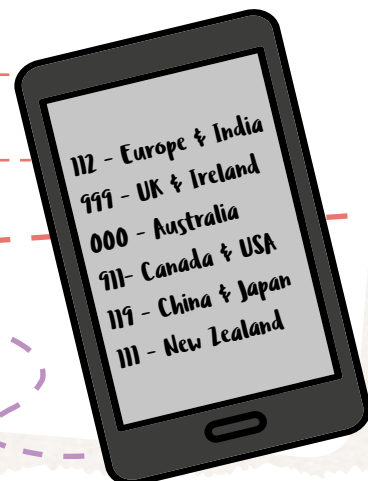 112 - Europe & India
999 - UK & Ireland
000 - Australia
911- Canada & USA
119 - China & Japan
111 - New Zealand